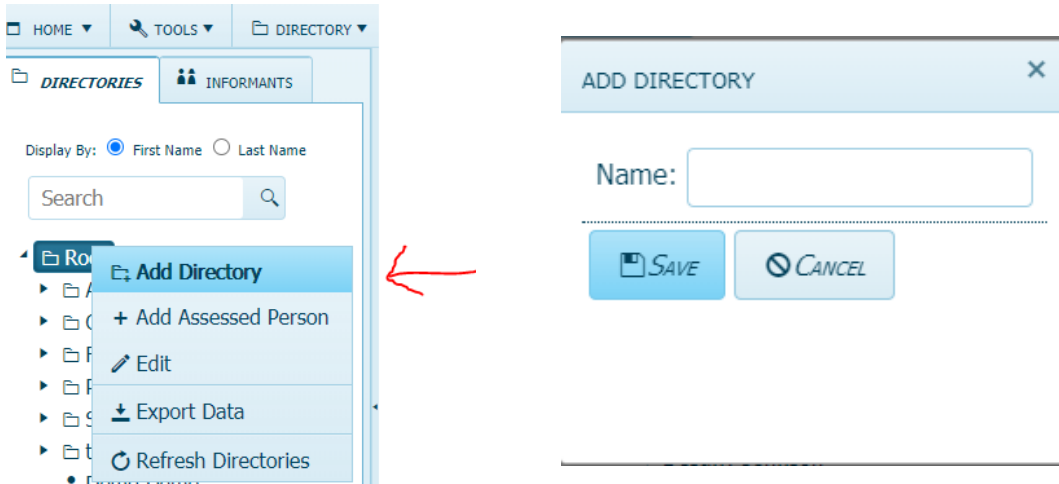 HOME TOOLS DIRECTORY
DIRECTORIES INFORMANTS
Display By: First Name Last Name
Search
Add Directory
Add Assessed Person
Edit
Export Data
Refresh Directories
ADD DIRECTORY
Name:
SAVE CANCEL